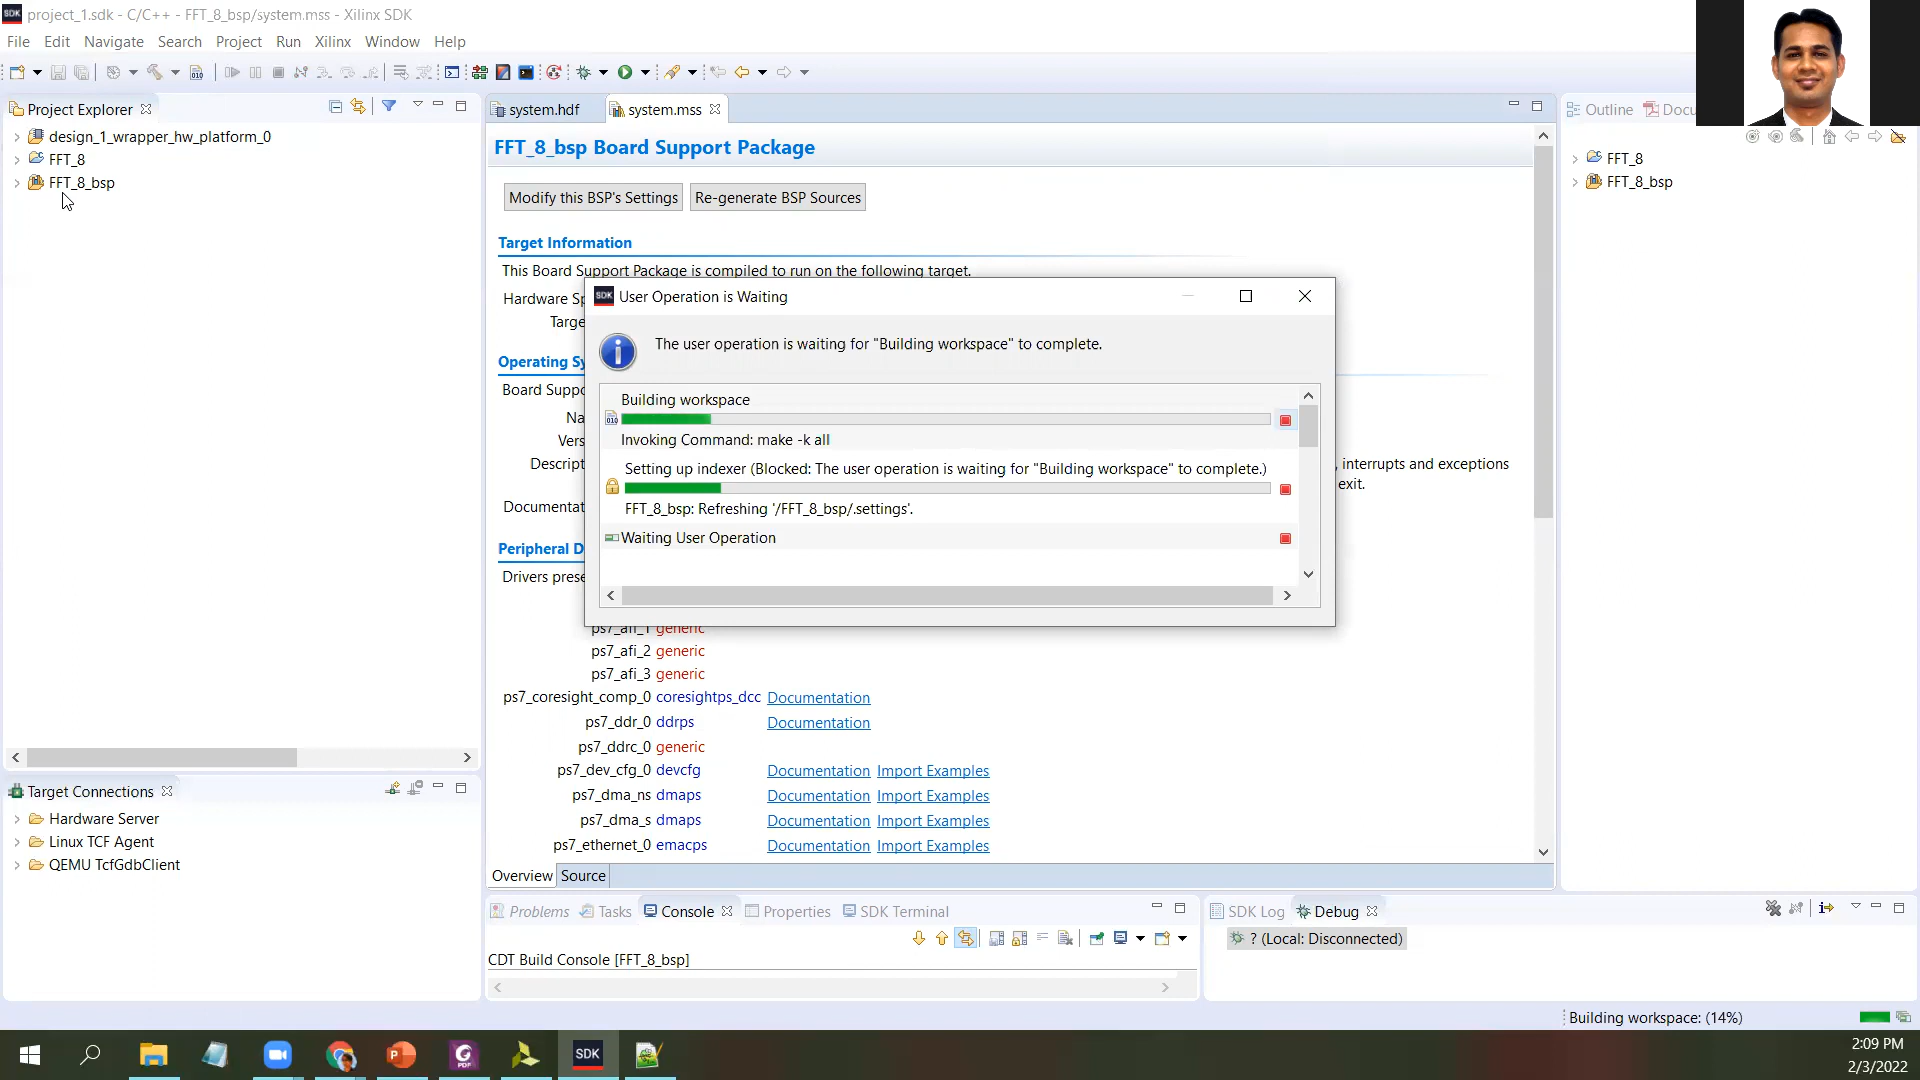 project_1.sdk - C/C++ - FFT_8_bsp/system.mss - Xilinx SDK
File Edit Navigate Search Project Run Xilinx Window Help
Project Explorer
design_1_wrapper_hw_platform_0
FFT_8
FFT_8_bsp
system.hdf
system.mss
FFT_8_bsp Board Support Package
Modify this BSP's Settings
Re-generate BSP Sources
Target Information
This Board Support Package is compiled to run on the following target.
Hardware Sp
Targe
Operating Sy
Board Suppo
Na
Vers
Descript
, interrupts and exceptions
exit.
Documentat
Peripheral D
Drivers prese
User Operation is Waiting
The user operation is waiting for "Building workspace" to complete.
Building workspace
Invoking Command: make -k all
Setting up indexer (Blocked: The user operation is waiting for "Building workspace" to complete.)
FFT_8_bsp: Refreshing '/FFT_8_bsp/.settings'.
Waiting User Operation
ps7_afi_1 generic
ps7_afi_2 generic
ps7_afi_3 generic
ps7_coresight_comp_0 coresightps_dcc Documentation
ps7_ddr_0 ddrps Documentation
ps7_ddrc_0 generic
ps7_dev_cfg_0 devcfg Documentation Import Examples
ps7_dma_ns dmaps Documentation Import Examples
ps7_dma_s dmaps Documentation Import Examples
ps7_ethernet_0 emacps Documentation Import Examples
Overview Source
Outline Docu
FFT_8
FFT_8_bsp
Target Connections
Hardware Server
Linux TCF Agent
QEMU TcfGdbClient
Problems Tasks Console Properties SDK Terminal
CDT Build Console [FFT_8_bsp]
SDK Log Debug
? (Local: Disconnected)
Building workspace: (14%)
SDK
2:09 PM
2/3/2022